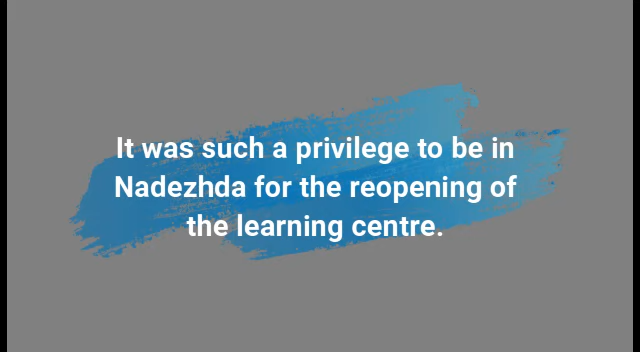 It was such a privilege to be in
Nadezhda for the reopening of
the learning centre.